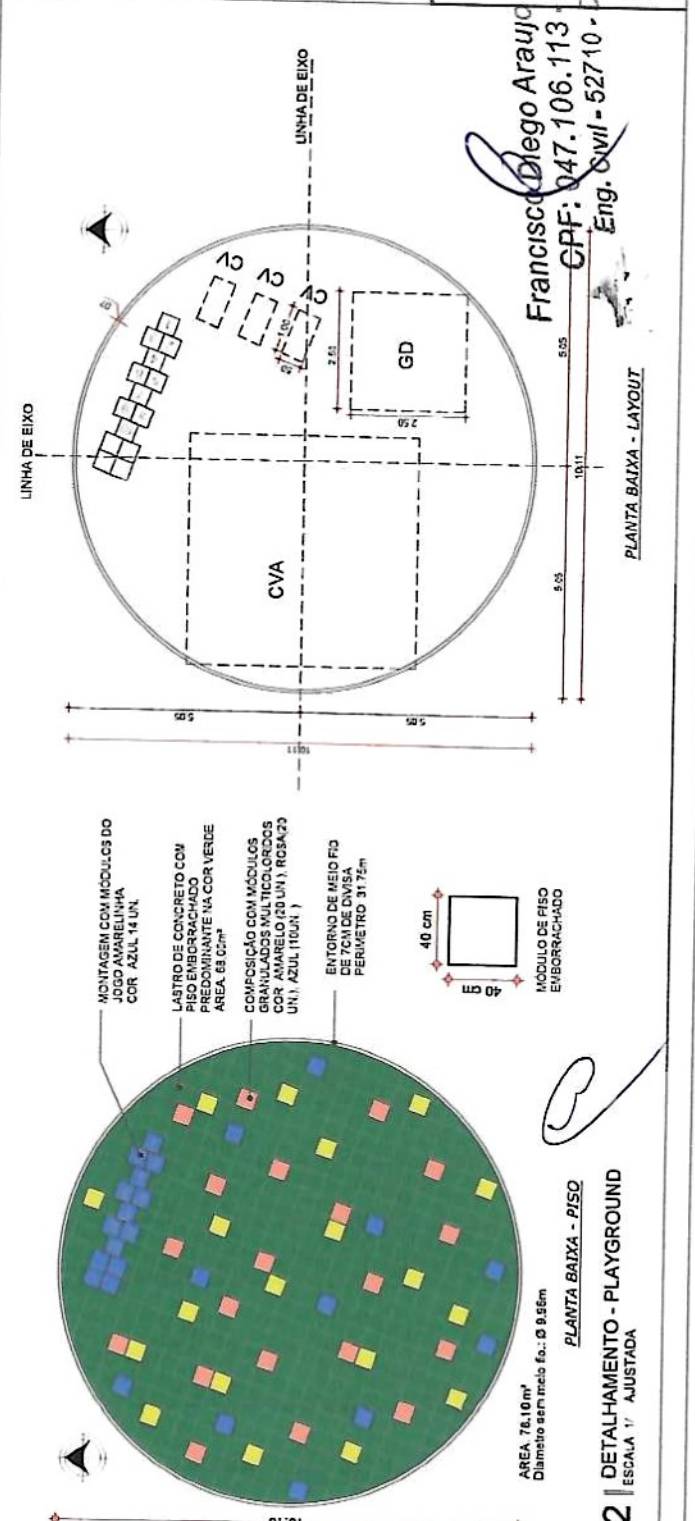 MONTAGEM COM MÓDULOS DO
JOGO AMARELINHA
COR AZUL 14 UN.
LASTRO DE CONCRETO COM
PISO EMBORRACHADO
PREDOMINANTE NA COR VERDE
COMPOSIÇÃO COM MÓDULOS
GRANULADOS MULTICOLORDOS
COR AMARELO (20 UN.), ROSA(20
UN.), AZUL (10UN.)
ENTORNO DE MEIO FIO
DE 7CM DE DIVISA
PERÍMETRO 31.75m
40 cm
40 cm
MÓDULO DE PISO
EMBORRACHADO
AREA. 78.10m²
Diametro sem meio fio.: Ø 9.96m
PLANTA BAIXA - PISO
2 DETALHAMENTO - PLAYGROUND
ESCALA 1/ AJUSTADA
LINHA DE EIXO
LINHA DE EIXO
CV
CV
CV
1.00
CVA
GD
2.50
2.50
5.05
5.05
10.11
5.05
5.05
10.11
PLANTA BAIXA - LAYOUT
Francisco Diego Araujo
CPF: 047.106.113
Eng. Civil - 52710 -